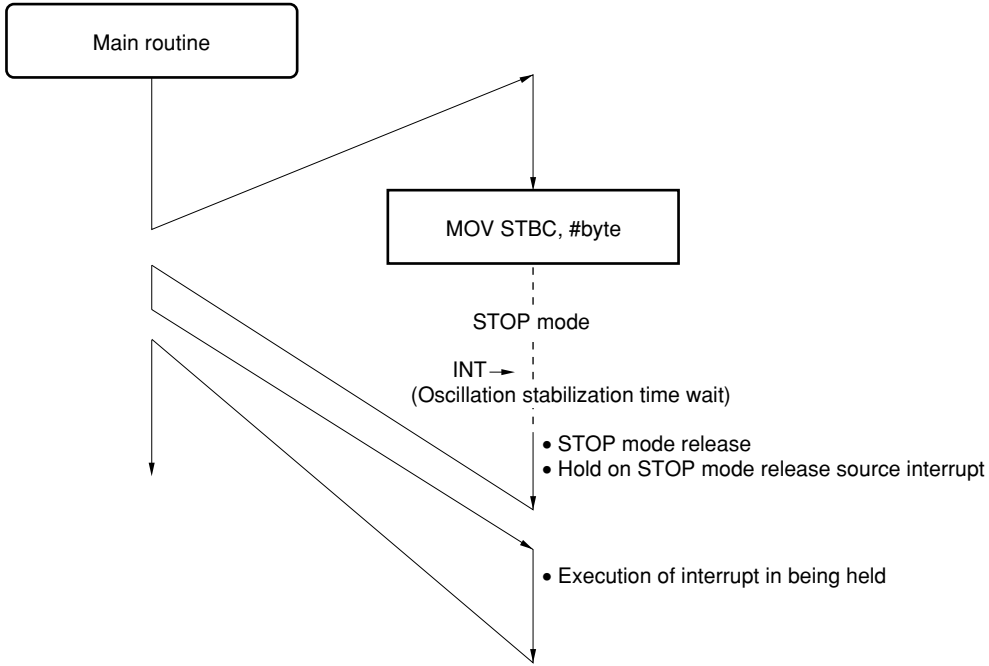 Main routine
MOV STBC, #byte
STOP mode
INT
(Oscillation stabilization time wait)
• STOP mode release
• Hold on STOP mode release source interrupt
• Execution of interrupt in being held